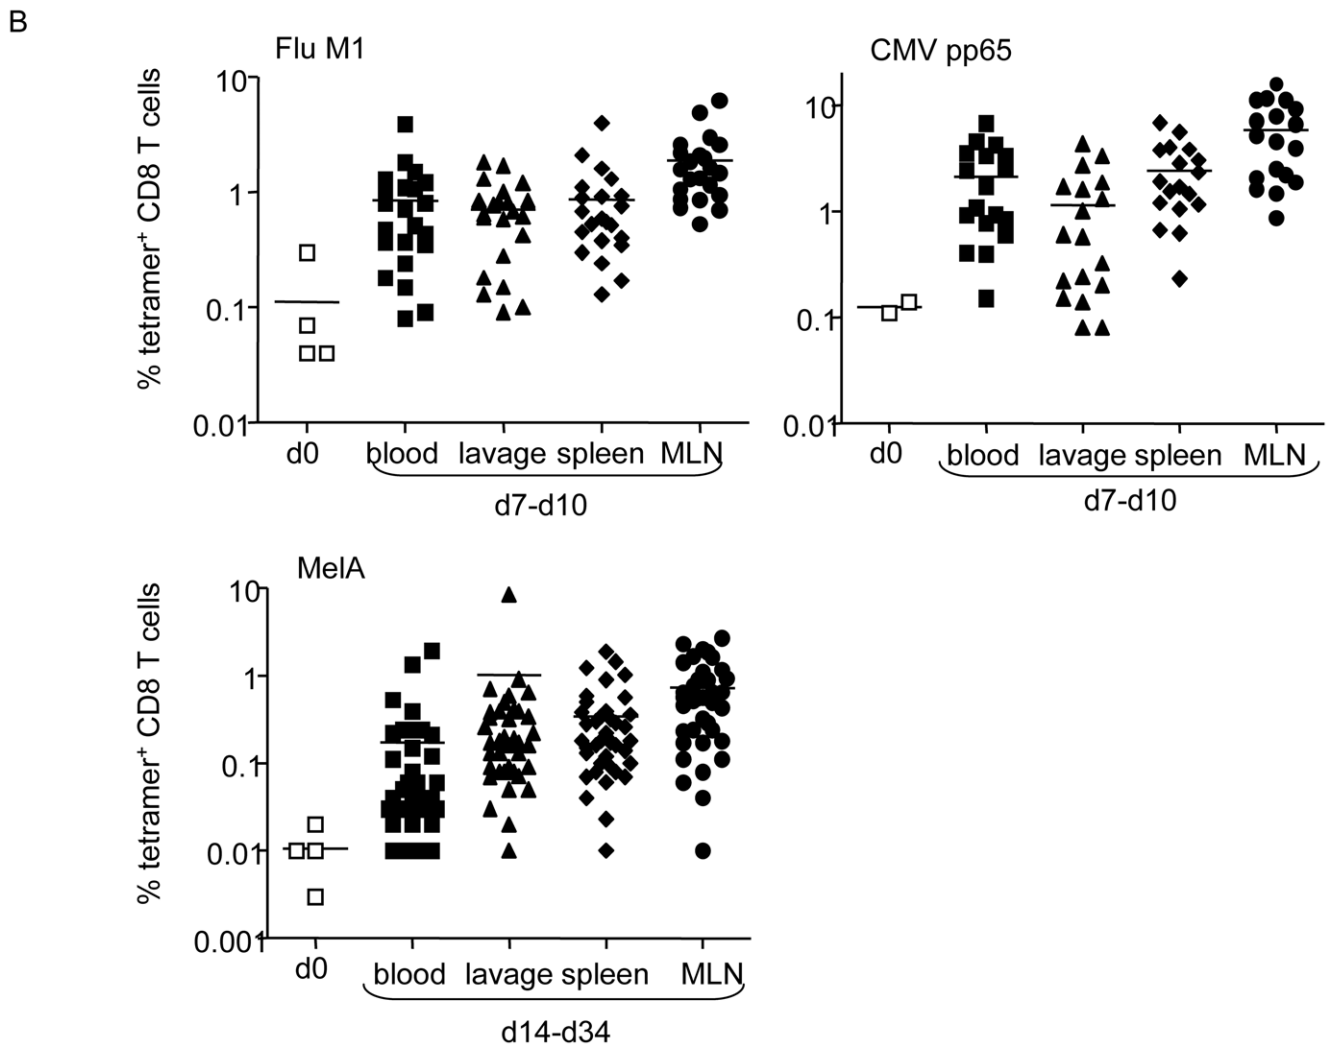 B
Flu M1
% tetramer+ CD8 T cells
10
1
0.1
0.01
d0 blood lavage spleen MLN
d7-d10
CMV pp65
10
1
0.1
0.01
d0 blood lavage spleen MLN
d7-d10
MelA
% tetramer+ CD8 T cells
10
1
0.1
0.01
0.001
d0 blood lavage spleen MLN
d14-d34